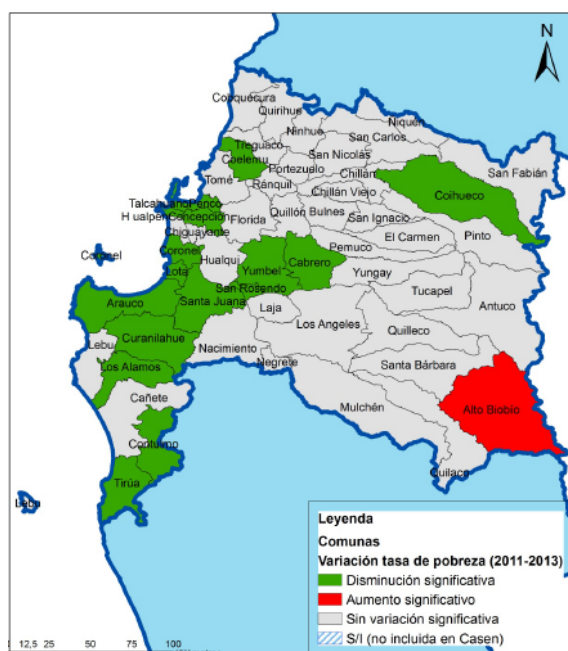 N
Cobquecura
Quirihue
Ninhue
Ñiquén
San Carlos
Treguaco
San Nicolás
San Fabián
Coelemu
Portezuelo
Chillán
Tomé
Ránquil
Chillán Viejo
Coihueco
Talcahuano
Penco
Hualpén
Concepción
Florida
Quillón
Bulnes
San Ignacio
Pinto
Chiguayante
El Carmen
Coronel
Coronel
Hualqui
Pemuco
Yumbel
Cabrero
Lota
Yungay
San Rosendo
Tucapel
Arauco
Santa Juana
Laja
Antuco
Los Angeles
Curanilahue
Quilleco
Lebu
Nacimiento
Negrete
Santa Bárbara
Los Alamos
Cañete
Mulchén
Alto Biobío
Contulmo
Quilaco
Tirúa
Lebu
Leyenda
Comunas
Variación tasa de pobreza (2011-2013)
Disminución significativa
Aumento significativo
Sin variación significativa
S/I (no incluida en Casen)
12,5 25 50 75 100